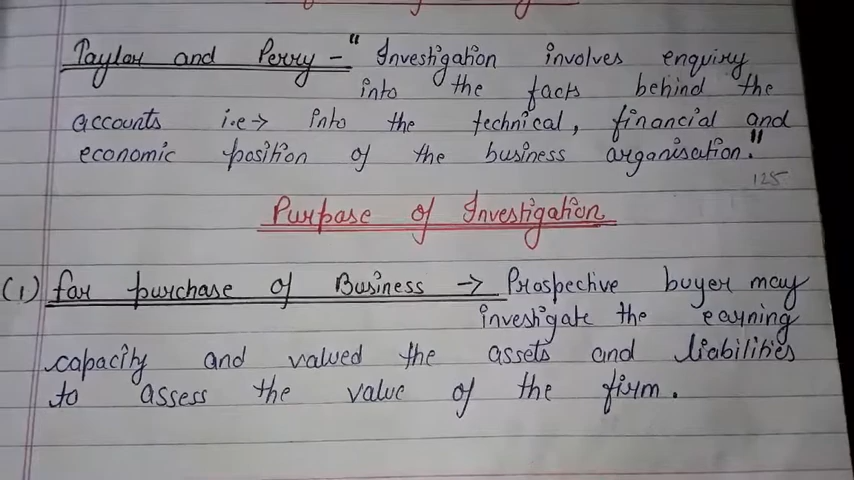 Taylor and Perry - " Investigation involves enquiry
into the facts behind the
accounts i.e → into the technical, financial and
economic position of the business organisation."
125
Purpose of Investigation
(1) for purchase of Business → Prospective buyer may
investigate the earning
capacity and valued the assets and liabilities
to assess the value of the firm.